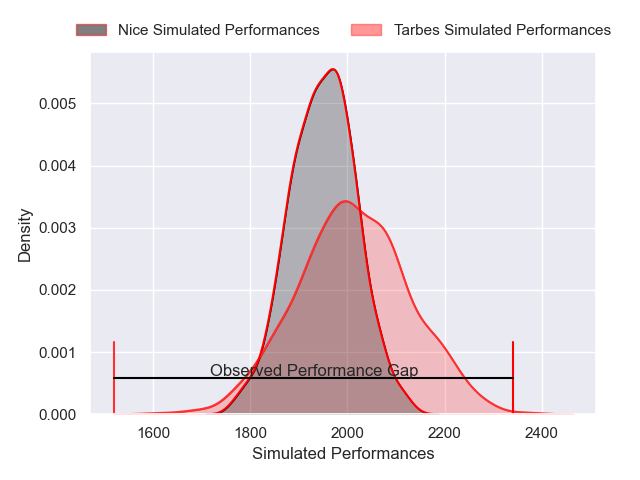 Nice Simulated Performances
Tarbes Simulated Performances
Density
0.005
0.004
0.003
0.002
0.001
0.000
Observed Performance Gap
1600
1800
2000
2200
2400
Simulated Performances